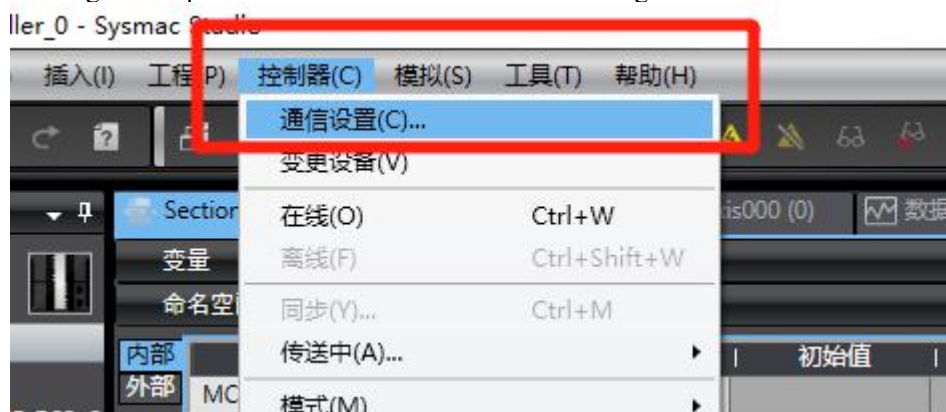 ller_0 - Sysmac Studio
插入(I) 工程(P) 控制器(C) 模拟(S) 工具(T) 帮助(H)
通信设置(C)...
变更设备(V)
在线(O) Ctrl+W
离线(F) Ctrl+Shift+W
同步(Y)... Ctrl+M
传送中(A)...
模式(M)
Section
is000 (0)
数据
变量
命名空
内部
外部
初始值
MC